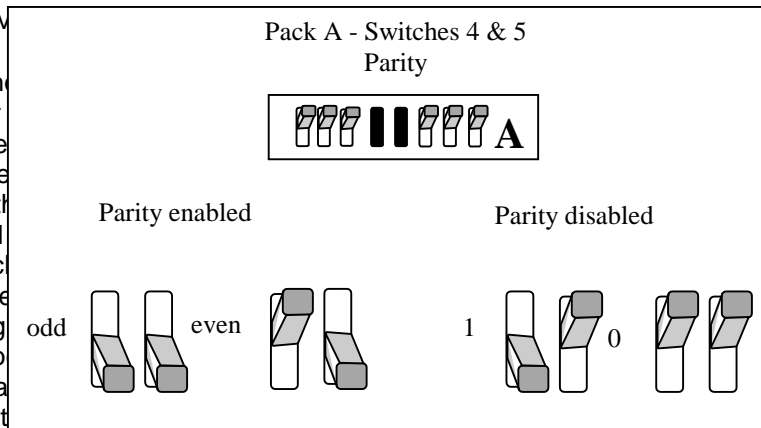 Pack A - Switches 4 & 5
Parity
A
Parity enabled
Parity disabled
odd
even
1
0